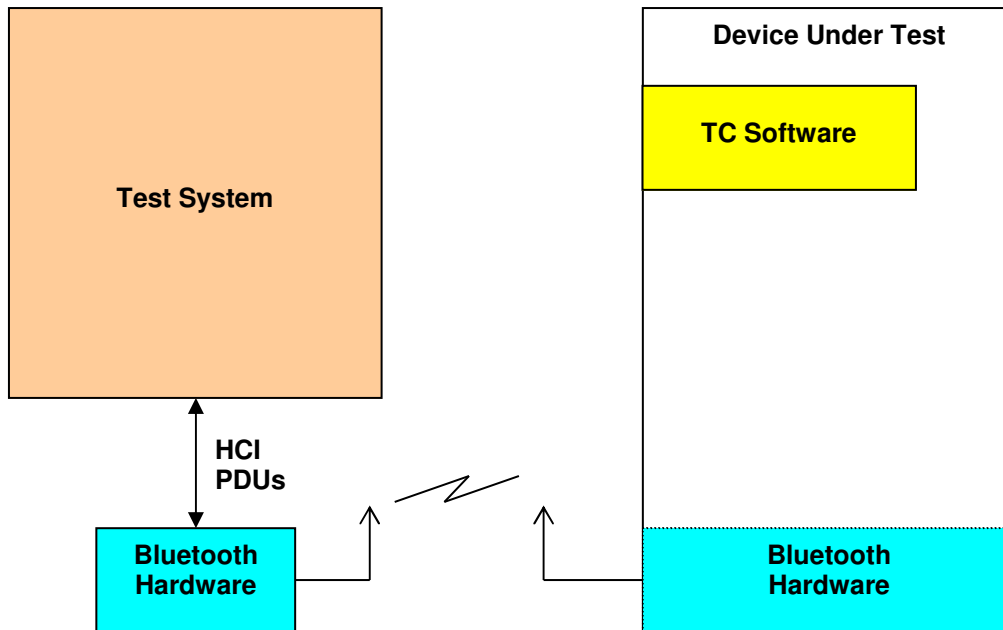 Device Under Test
TC Software
Test System
HCI
PDUs
Bluetooth
Hardware
Bluetooth
Hardware